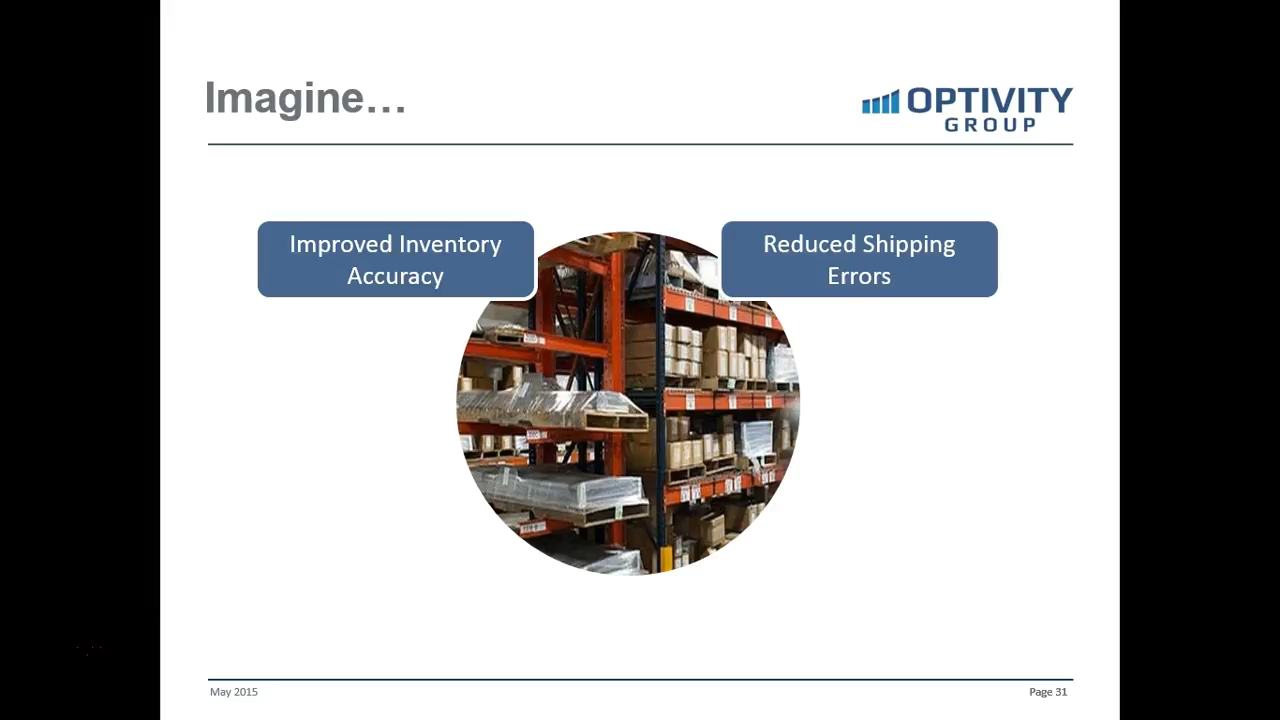 Imagine…
OPTIVITY
GROUP
Improved Inventory
Accuracy
Reduced Shipping
Errors
May 2015
Page 31